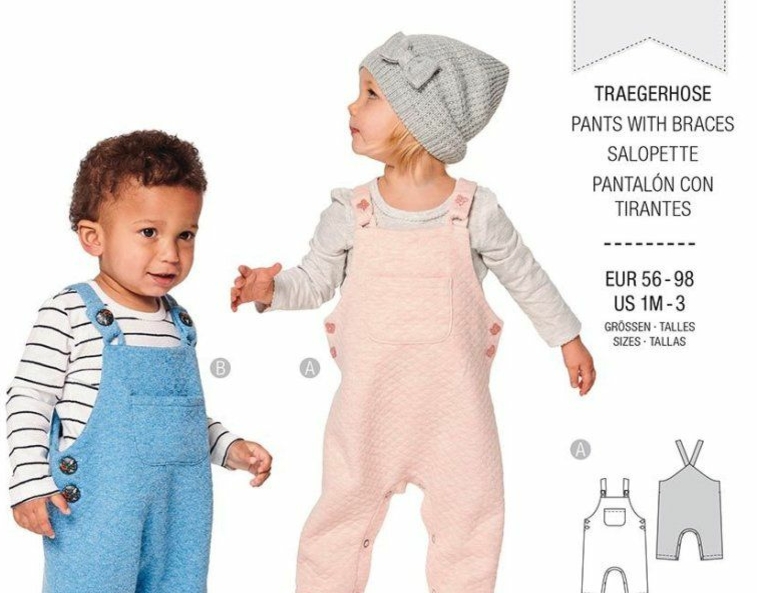 TRAEGERHOSE
PANTS WITH BRACES
SALOPETTE
PANTALÓN CON
TIRANTES
EUR 56 - 98
US 1M - 3
GRÖSSEN · TALLES
SIZES · TALLAS
B
A
A